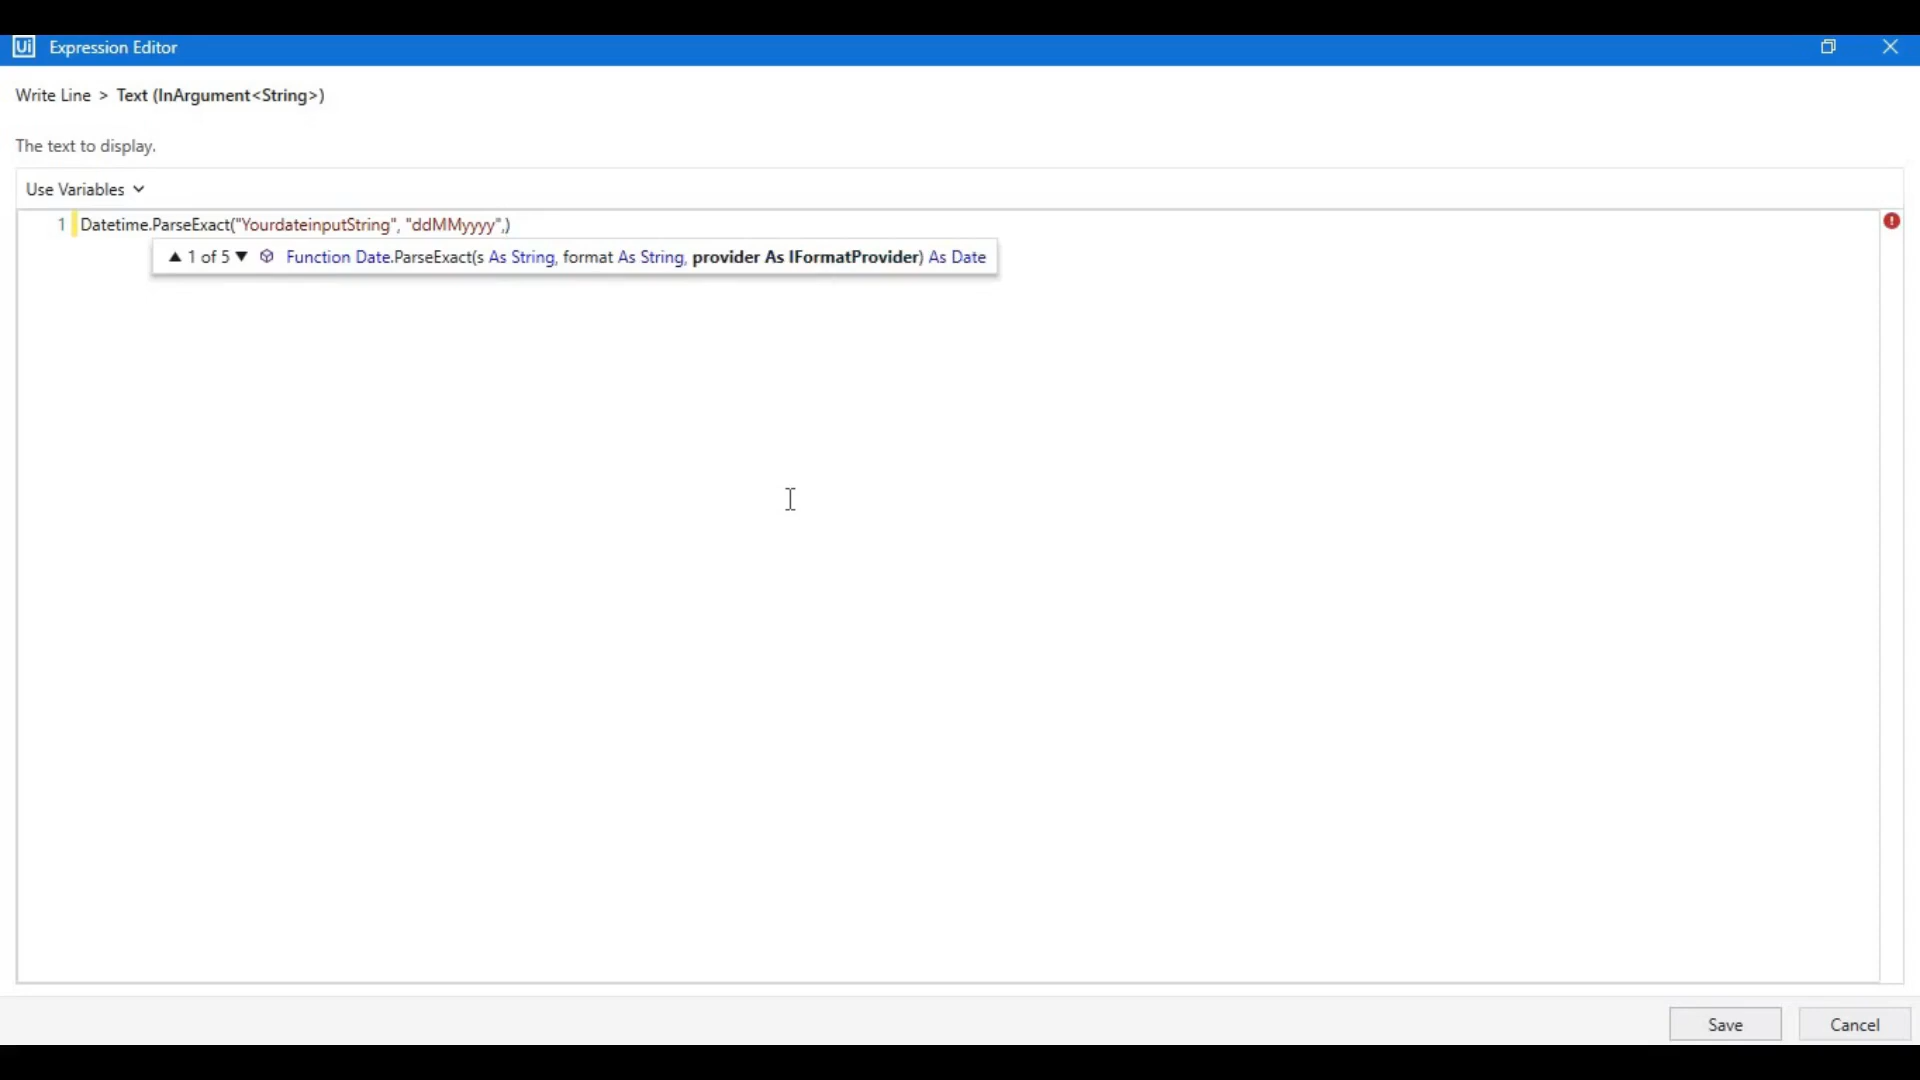 Ui Expression Editor
Write Line > Text (InArgument<String>)
The text to display.
Use Variables
1 Datetime.ParseExact("YourdateinputString", "ddMMyyyy",)
▲ 1 of 5 ▼ Function Date.ParseExact(s As String, format As String, provider As IFormatProvider) As Date
Save Cancel